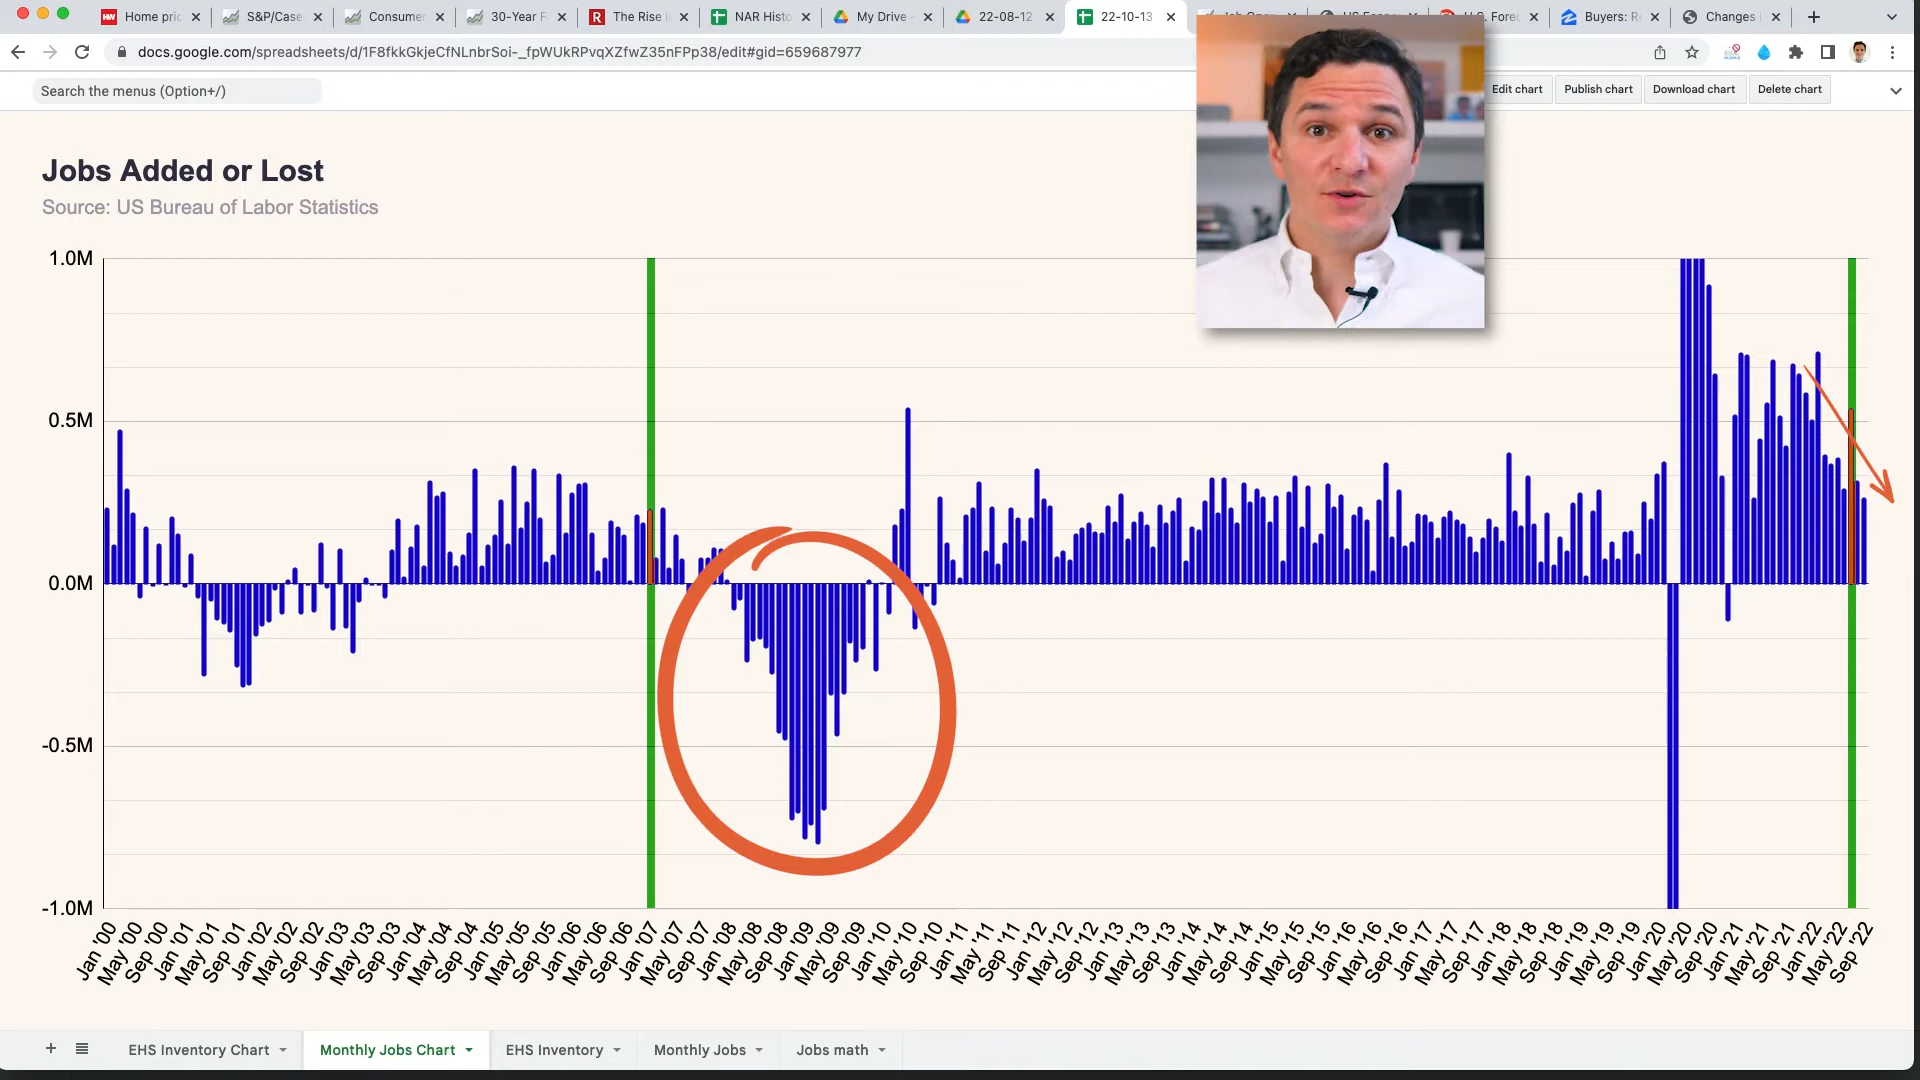 Home pric
S&P/Case
Consumer
30-Year F
The Rise i
NAR Histo
My Drive -
22-08-12
22-10-13
Buyers: R
Changes i
docs.google.com/spreadsheets/d/1F8fkkGkjeCfNLnbrSoi-_fpWUkRPvqXZfwZ35nFPp38/edit#gid=659687977
Search the menus (Option+/)
Edit chart
Publish chart
Download chart
Delete chart
Jobs Added or Lost
Source: US Bureau of Labor Statistics
1.0M
0.5M
0.0M
-0.5M
-1.0M
Jan '00
May '00
Sep '00
Jan '01
May '01
Sep '01
Jan '02
May '02
Sep '02
Jan '03
May '03
Sep '03
Jan '04
May '04
Sep '04
Jan '05
May '05
Sep '05
Jan '06
May '06
Sep '06
Jan '07
May '07
Sep '07
Jan '08
May '08
Sep '08
Jan '09
May '09
Sep '09
Jan '10
May '10
Sep '10
Jan '11
May '11
Sep '11
Jan '12
May '12
Sep '12
Jan '13
May '13
Sep '13
Jan '14
May '14
Sep '14
Jan '15
May '15
Sep '15
Jan '16
May '16
Sep '16
Jan '17
May '17
Sep '17
Jan '18
May '18
Sep '18
Jan '19
May '19
Sep '19
Jan '20
May '20
Sep '20
Jan '21
May '21
Sep '21
Jan '22
May '22
Sep '22
EHS Inventory Chart
Monthly Jobs Chart
EHS Inventory
Monthly Jobs
Jobs math